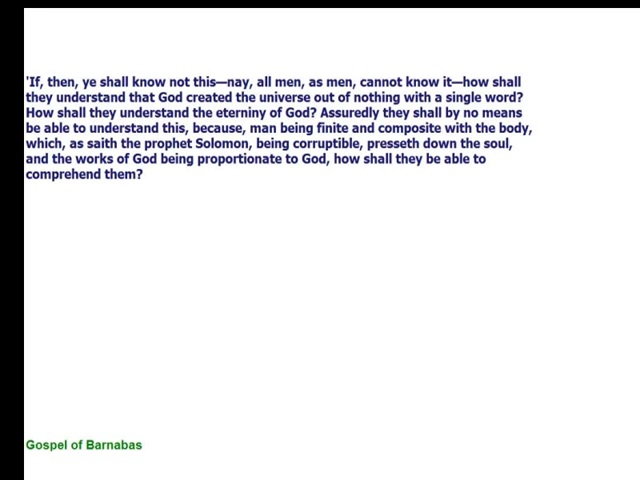 'If, then, ye shall know not this—nay, all men, as men, cannot know it—how shall
they understand that God created the universe out of nothing with a single word?
How shall they understand the eterniny of God? Assuredly they shall by no means
be able to understand this, because, man being finite and composite with the body,
which, as saith the prophet Solomon, being corruptible, presseth down the soul,
and the works of God being proportionate to God, how shall they be able to
comprehend them?
Gospel of Barnabas